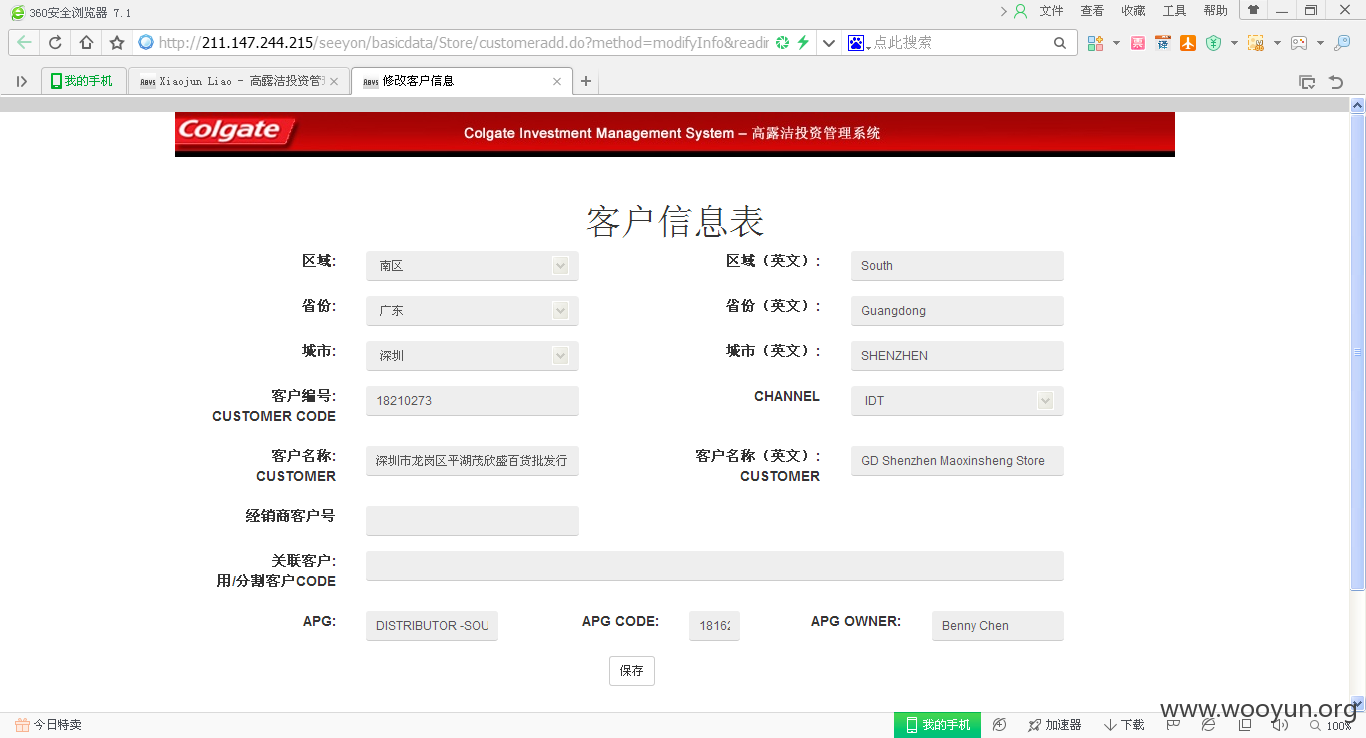 360安全浏览器 7.1
文件 查看 收藏 工具 帮助
http://211.147.244.215/seeyon/basicdata/Store/customeradd.do?method=modifyInfo&readin
点此搜索
我的手机
Xiaojun Liao - 高露洁投资管
修改客户信息
Colgate
Colgate Investment Management System – 高露洁投资管理系统
客户信息表
区域: 南区 区域（英文）: South
省份: 广东 省份（英文）: Guangdong
城市: 深圳 城市（英文）: SHENZHEN
客户编号: CUSTOMER CODE 18210273 CHANNEL IDT
客户名称: CUSTOMER 深圳市龙岗区平湖茂欣盛百货批发行 客户名称（英文）: CUSTOMER GD Shenzhen Maoxinsheng Store
经销商客户号
关联客户:
用/分割客户CODE
APG: DISTRIBUTOR -SOU APG CODE: 18162 APG OWNER: Benny Chen
保存
www.wooyun.org
今日特卖 我的手机 加速器 下载 100%